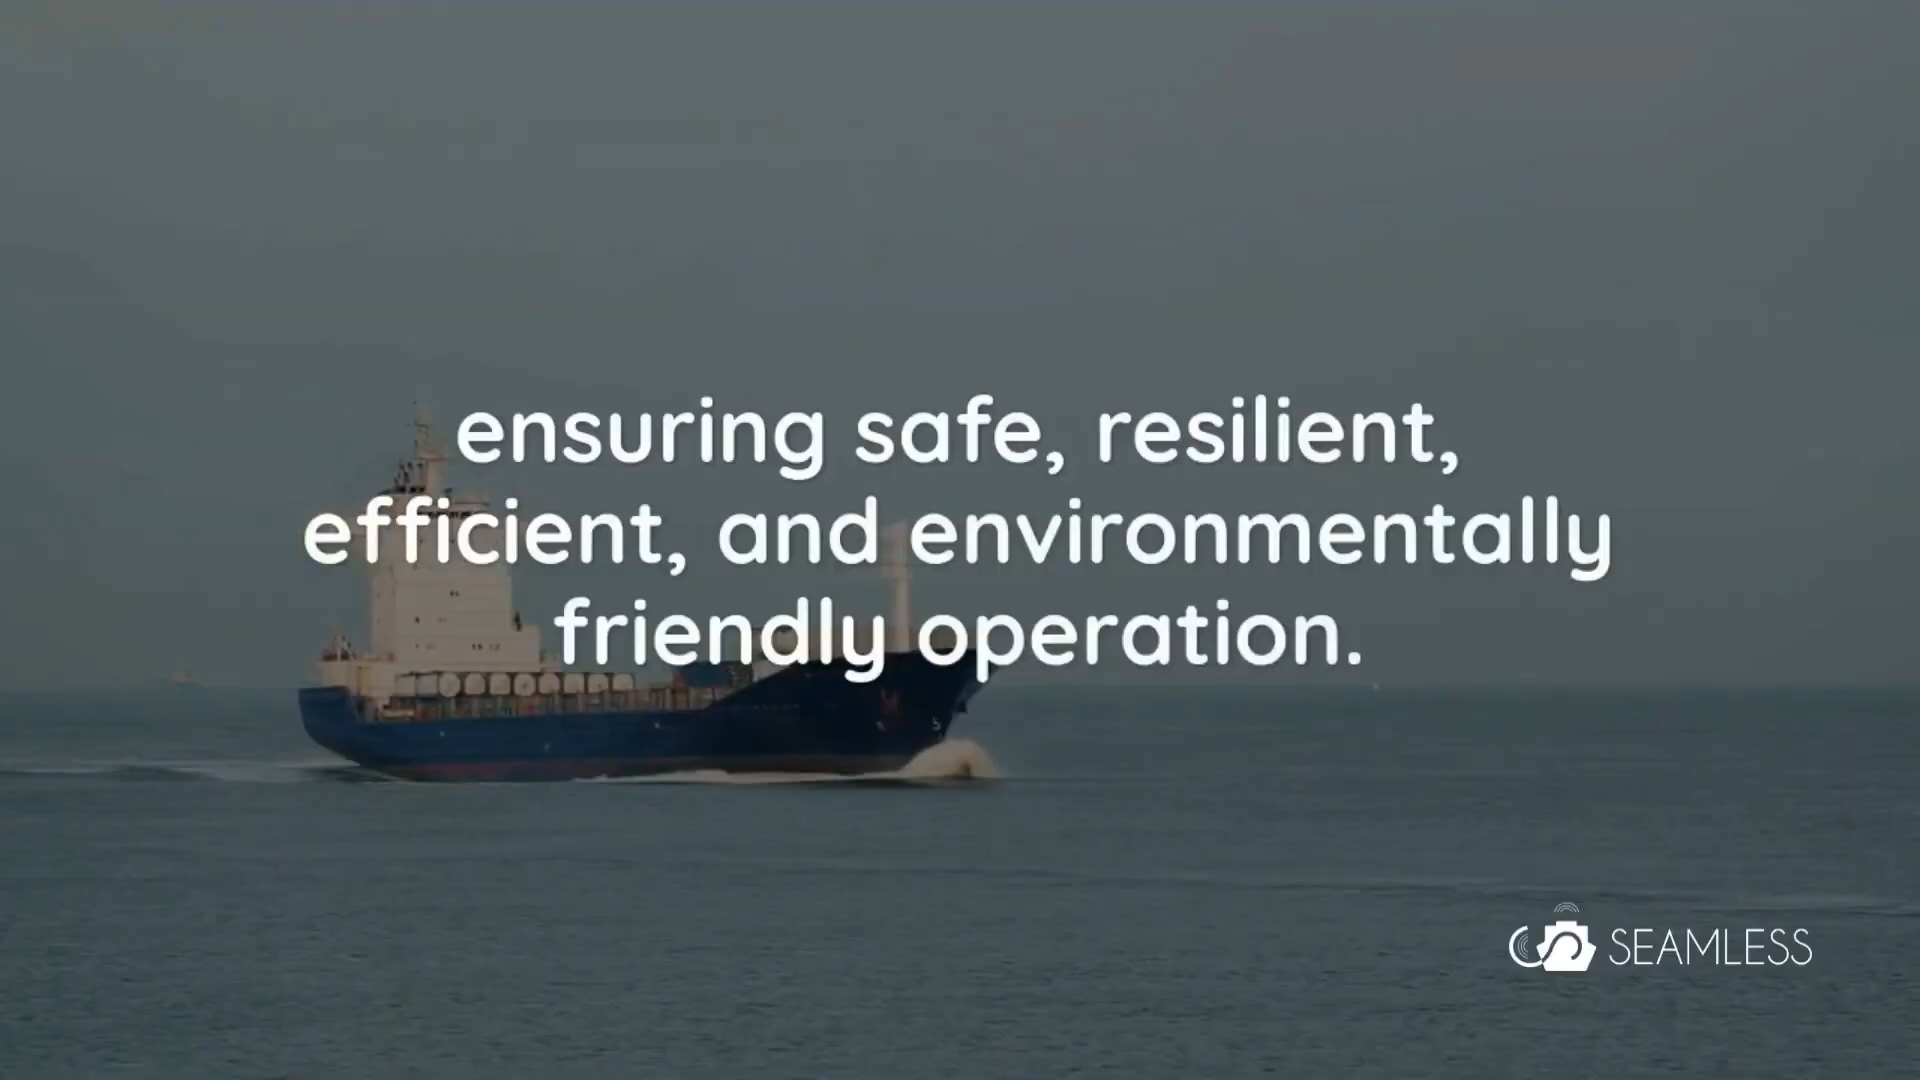 ensuring safe, resilient,
efficient, and environmentally
friendly operation.
SEAMLESS